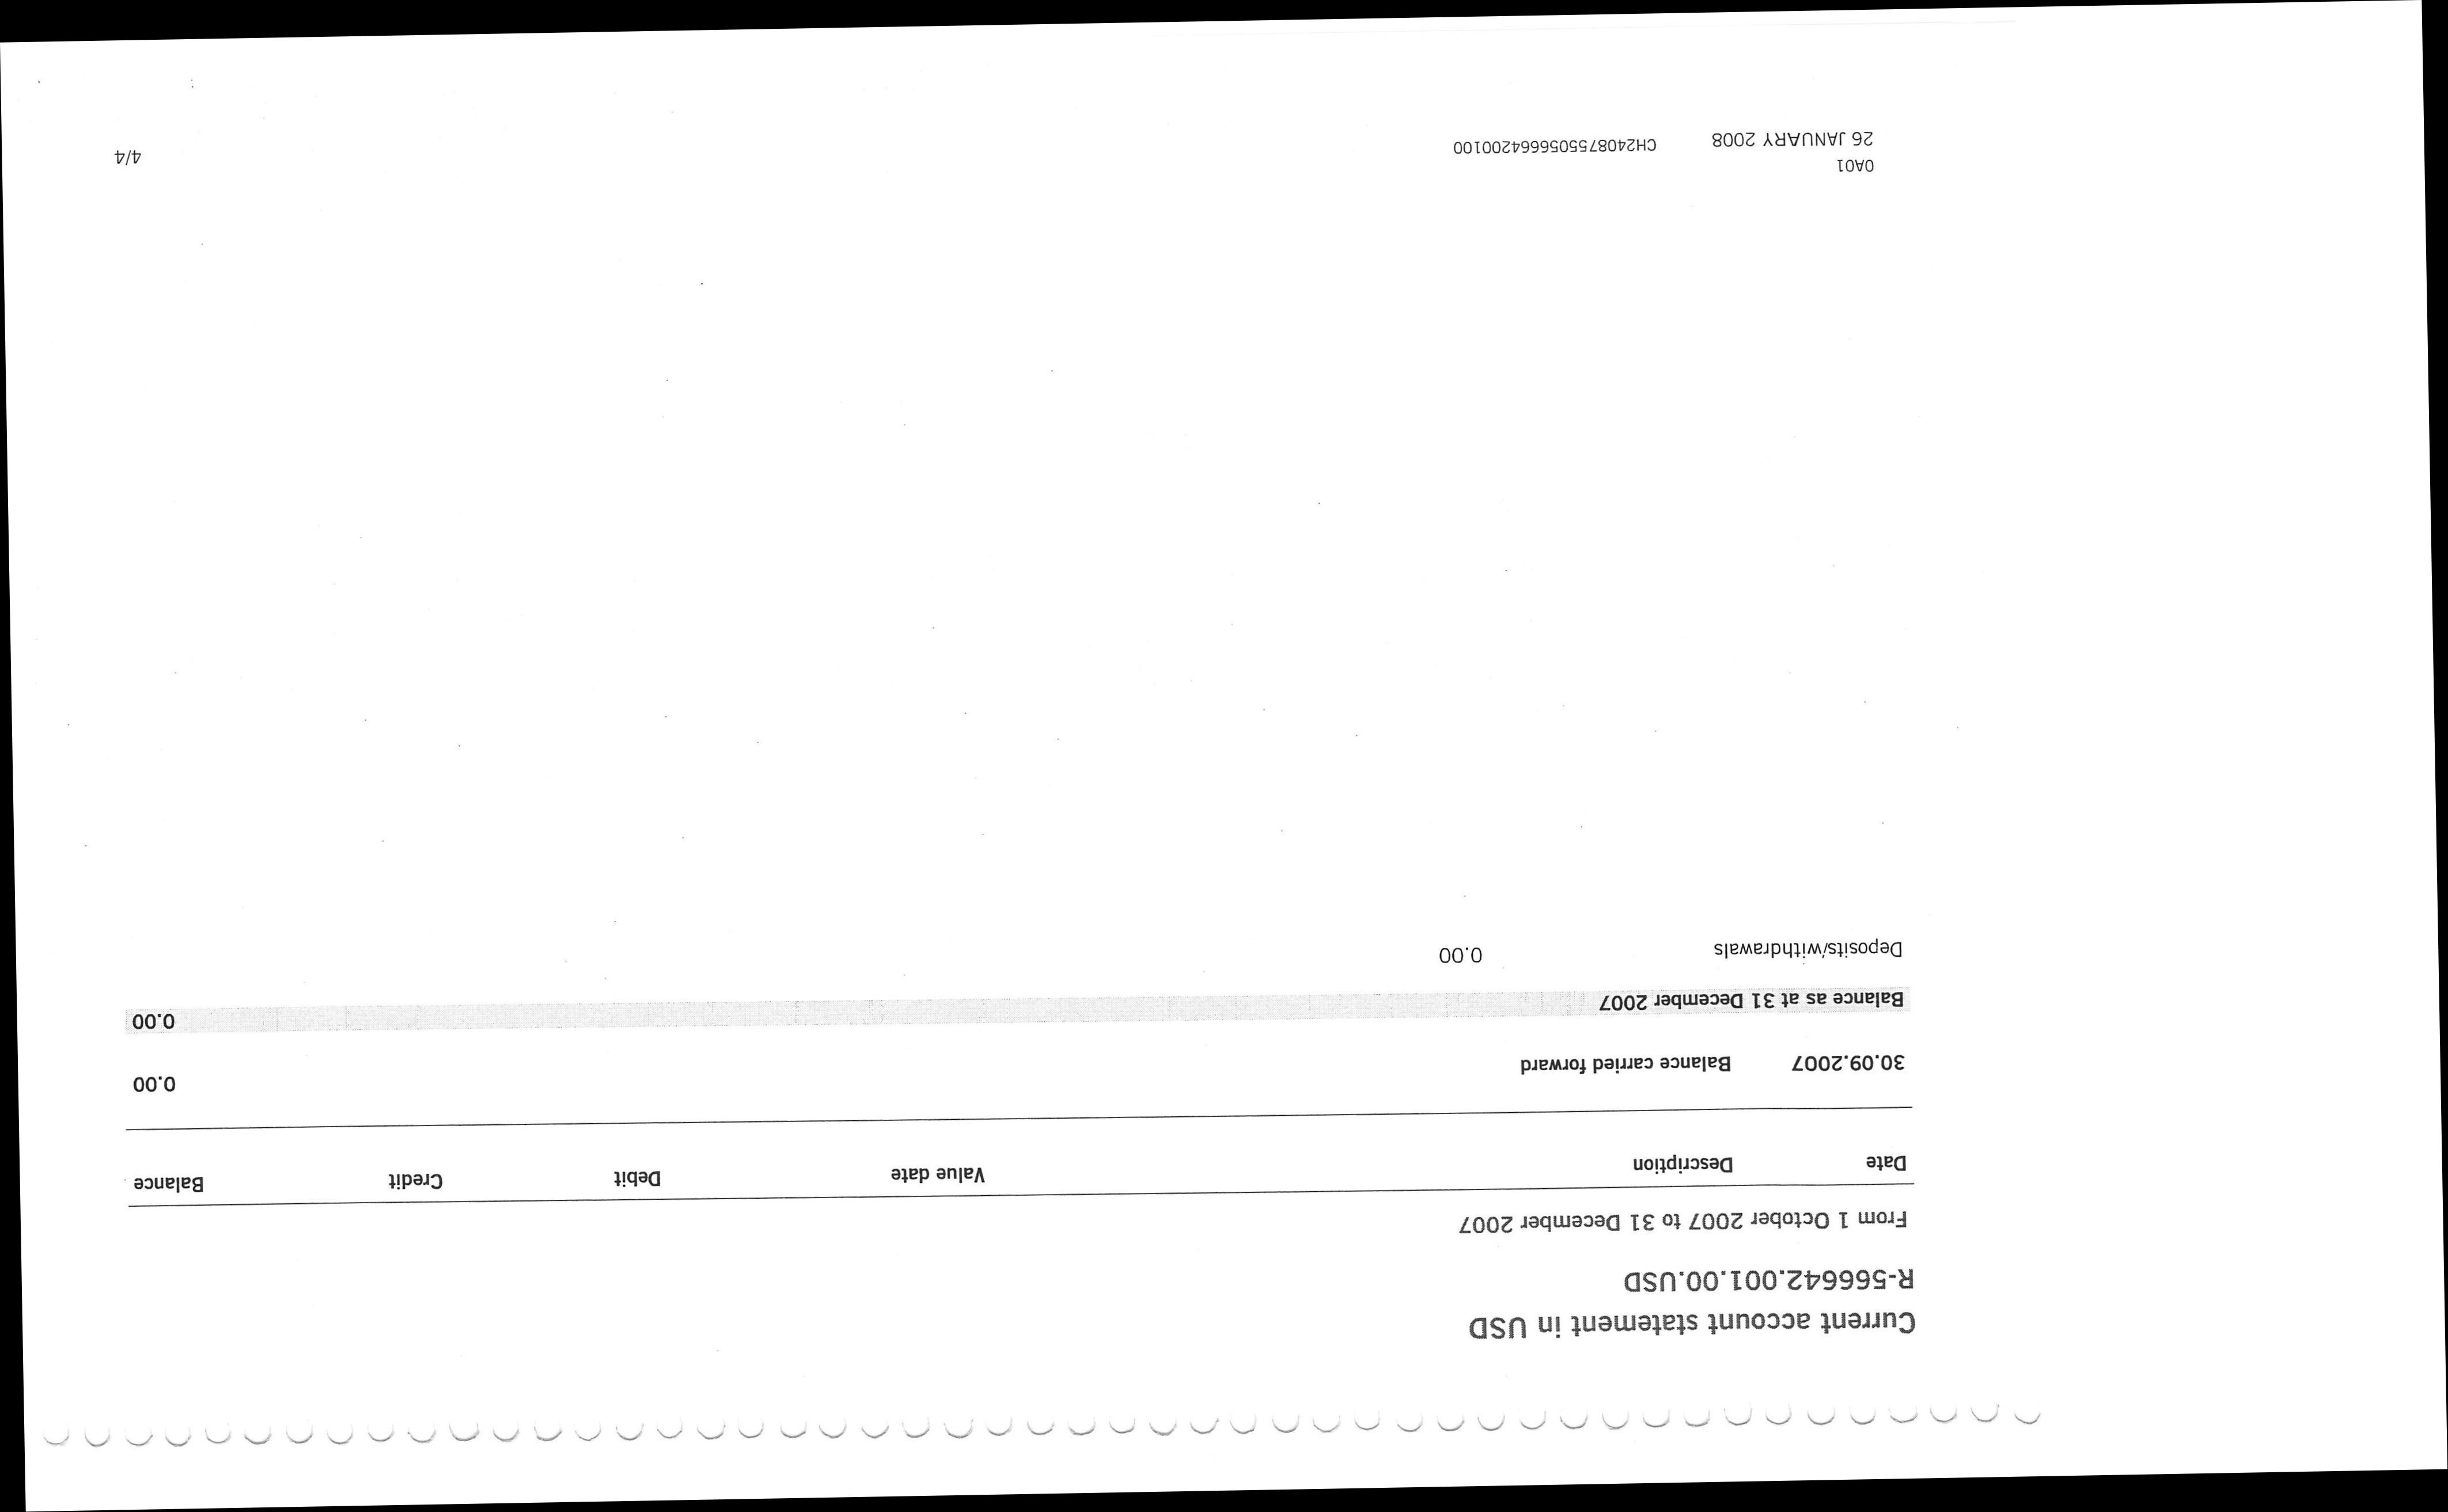 Current account statement in USD
R-566642.001.00.USD
From 1 October 2007 to 31 December 2007
Date Description Value date Debit Credit Balance
30.09.2007 Balance carried forward 0.00
Balance as at 31 December 2007 0.00
Deposits/withdrawals 0.00
0A01
26 JANUARY 2008 CH2408755056664200100 4/4